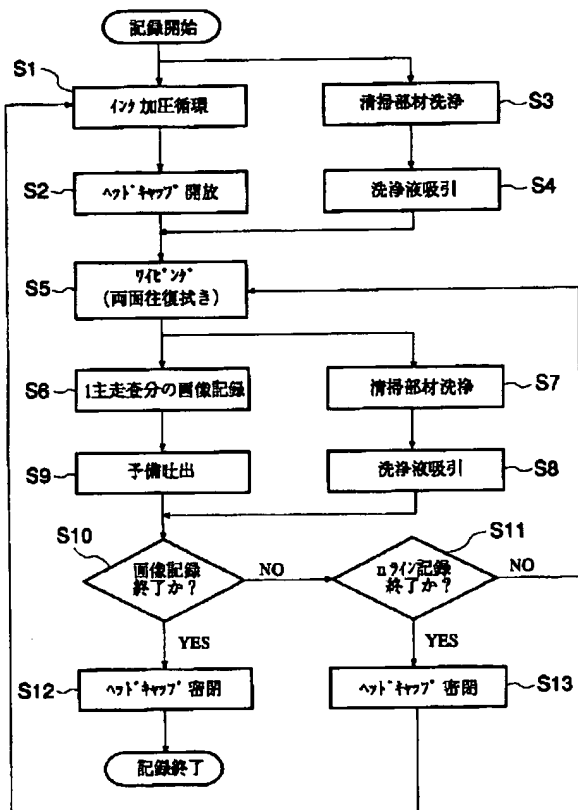 記録開始
S1
インク加圧循環
清掃部材洗浄
S3
S2
ヘッドキャップ開放
洗浄液吸引
S4
S5
ワイピング
(両面往復拭き)
S6
1主走査分の画像記録
清掃部材洗浄
S7
S9
予備吐出
洗浄液吸引
S8
S10
画像記録
終了か?
NO
S11
nライン記録
終了か?
NO
YES
YES
S12
ヘッドキャップ密閉
ヘッドキャップ密閉
S13
記録終了